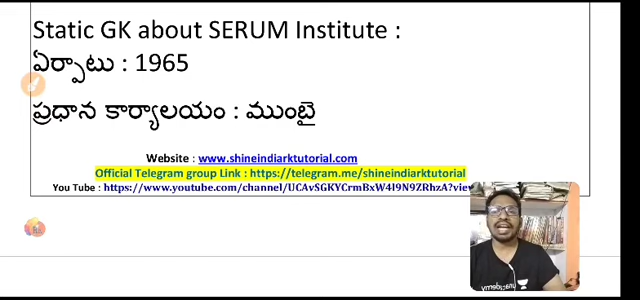 Static GK about SERUM Institute :
ఏర్పాటు : 1965
ప్రధాన కార్యాలయం : ముంబై
Website : www.shineindiarktutorial.com
Official Telegram group Link : https://telegram.me/shineindiarktutorial
You Tube : https://www.youtube.com/channel/UCAvSGKYCrmBxW4I9N9ZRhzA?view